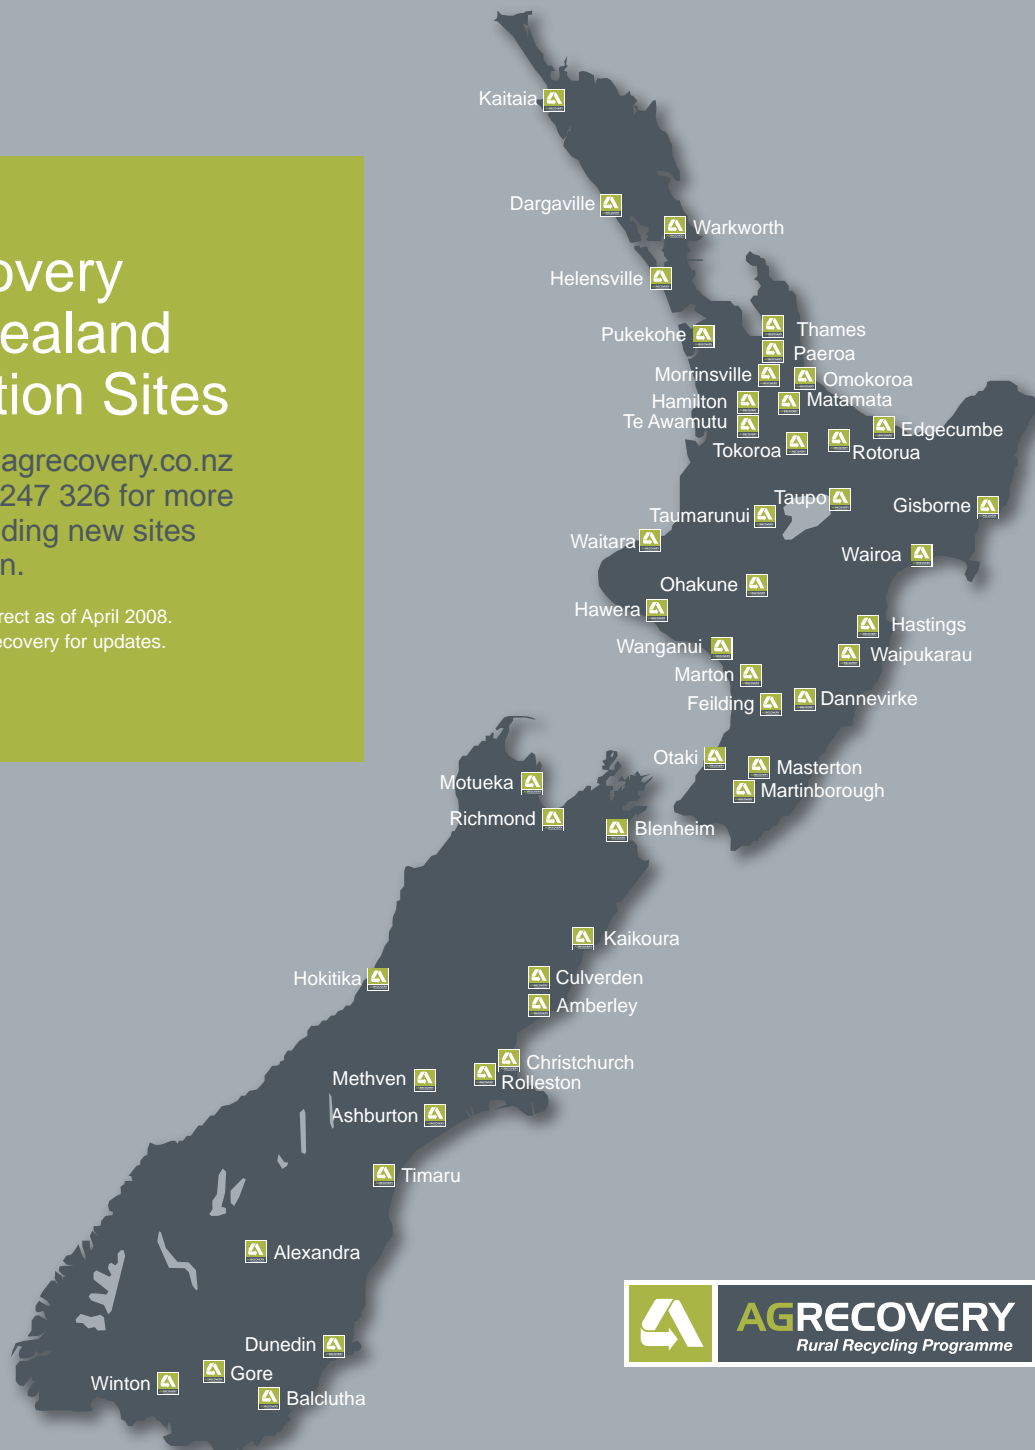 overy
ealand
tion Sites
agrecovery.co.nz
247 326 for more
ding new sites
n.
rect as of April 2008.
ecovery for updates.
Kaitaia
Dargaville
Warkworth
Helensville
Pukekohe
Thames
Paeroa
Morrinsville
Omokoroa
Hamilton
Matamata
Te Awamutu
Edgecumbe
Tokoroa
Rotorua
Taupo
Gisborne
Taumarunui
Waitara
Wairoa
Ohakune
Hawera
Hastings
Wanganui
Waipukarau
Marton
Feilding
Dannevirke
Otaki
Masterton
Motueka
Martinborough
Richmond
Blenheim
Kaikoura
Hokitika
Culverden
Amberley
Christchurch
Methven
Rolleston
Ashburton
Timaru
Alexandra
Dunedin
Gore
Winton
Balclutha
AGRECOVERY
Rural Recycling Programme